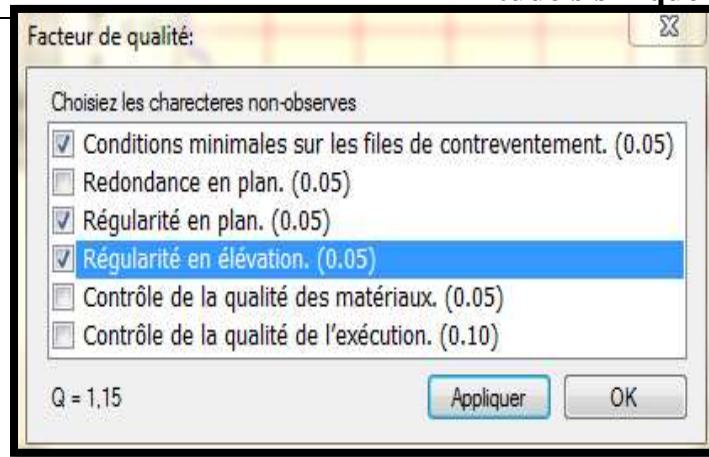 Facteur de qualité:
Choisiez les charecteres non-observes
Conditions minimales sur les files de contreventement. (0.05)
Redondance en plan. (0.05)
Régularité en plan. (0.05)
Régularité en élévation. (0.05)
Contrôle de la qualité des matériaux. (0.05)
Contrôle de la qualité de l'exécution. (0.10)
Q = 1,15
Appliquer
OK